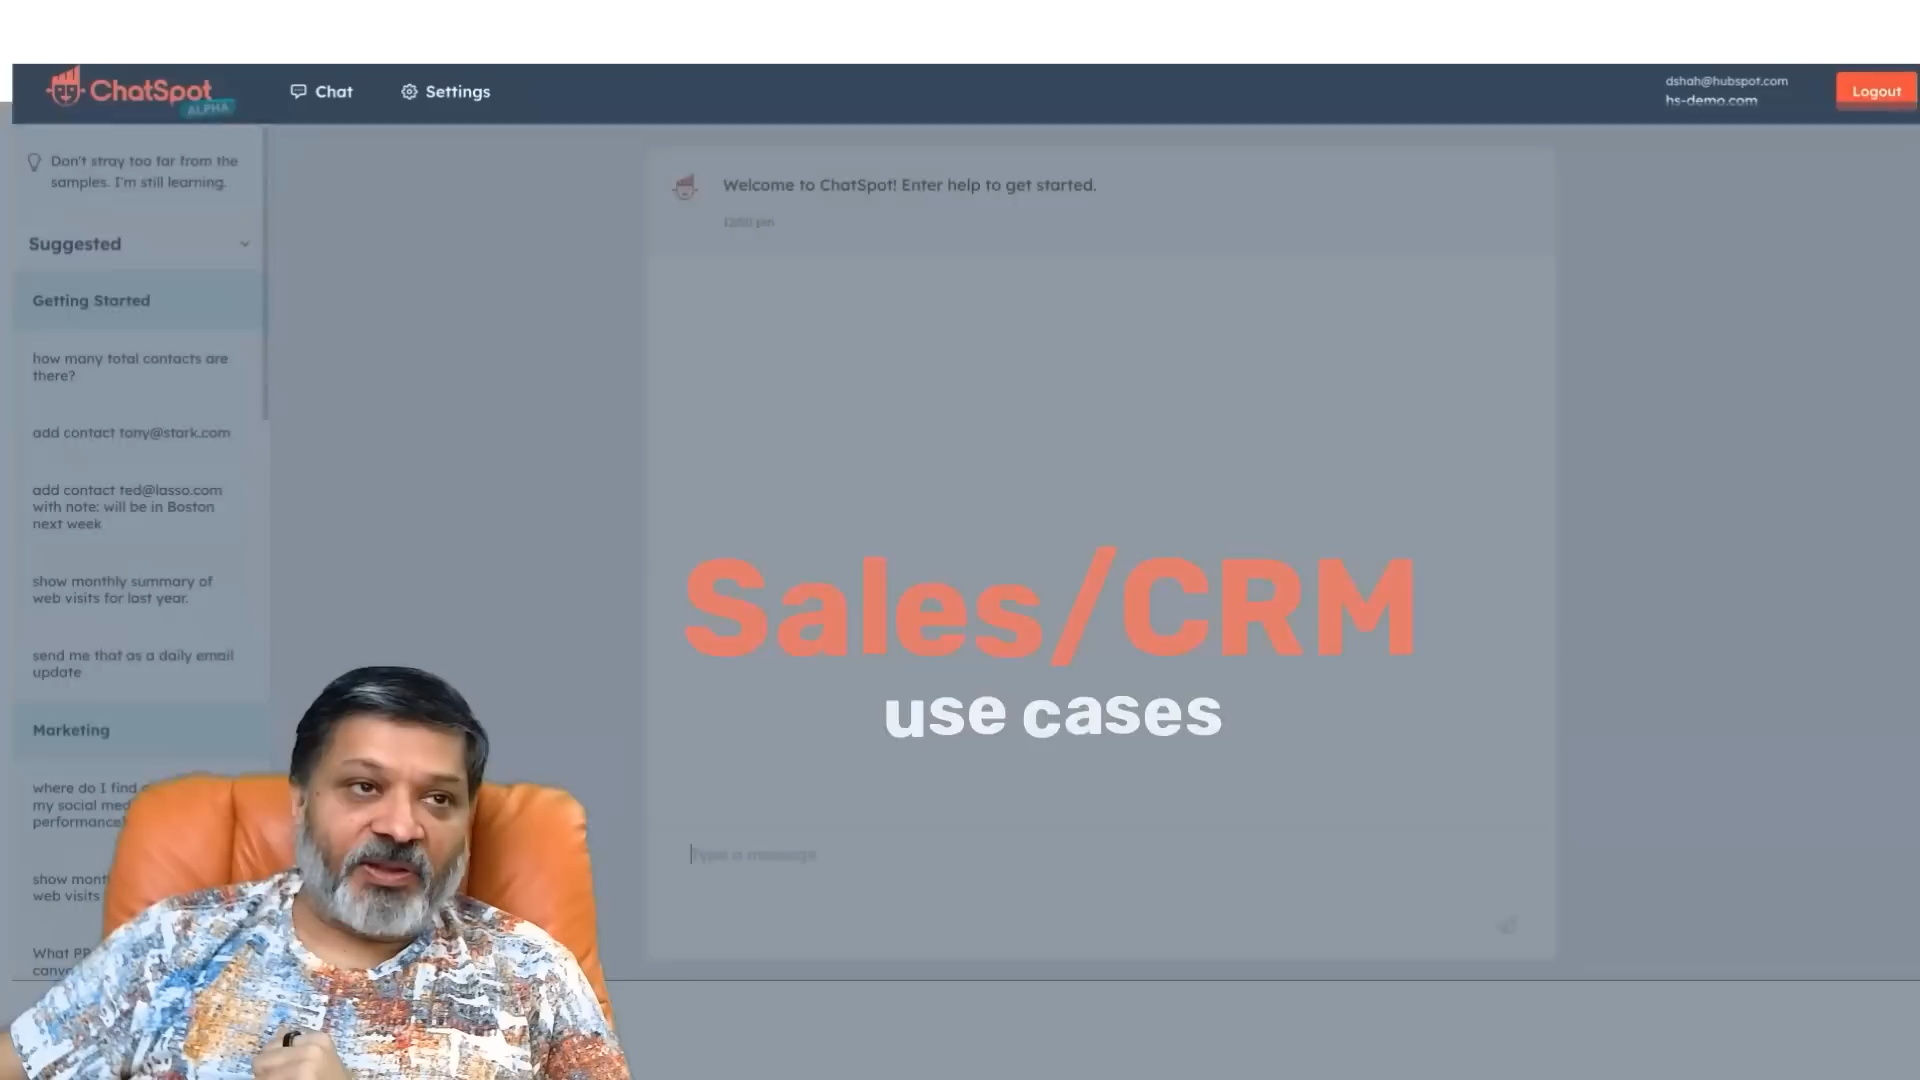 ChatSpot
ALPHA
Chat
Settings
dshah@hubspot.com
hs-demo.com
Logout
Don't stray too far from the
samples. I'm still learning.
Suggested
Getting Started
how many total contacts are
there?
add contact tony@stark.com
add contact ted@lasso.com
with note: will be in Boston
next week
show monthly summary of
web visits for last year.
send me that as a daily email
update
Marketing
where do I find
my social med
performance
show mont
web visits
What PP
canv
Welcome to ChatSpot! Enter help to get started.
Sales/CRM
use cases
Type a message